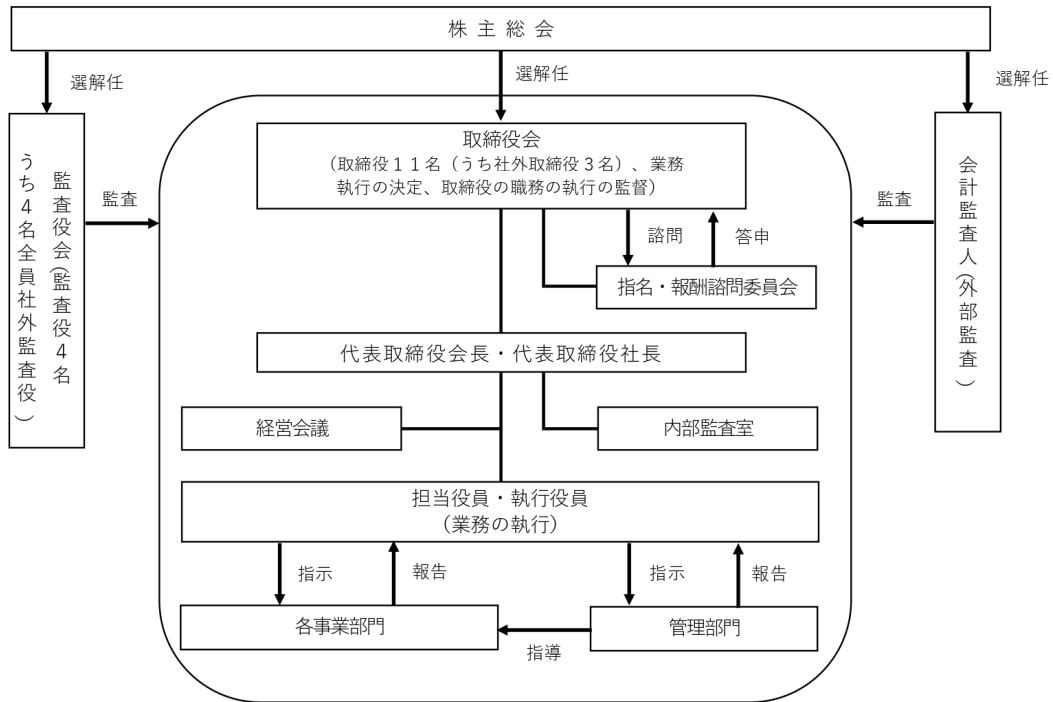 株主総会
選解任
選解任
選解任
取締役会
（取締役１１名（うち社外取締役３名）、業務
執行の決定、取締役の職務の執行の監督）
監査役会(監査役４名
うち４名全員社外監査役)
監査
会計監査人(外部監査)
監査
諮問
答申
指名・報酬諮問委員会
代表取締役会長・代表取締役社長
経営会議
内部監査室
担当役員・執行役員
（業務の執行）
指示
報告
指示
報告
各事業部門
管理部門
指導